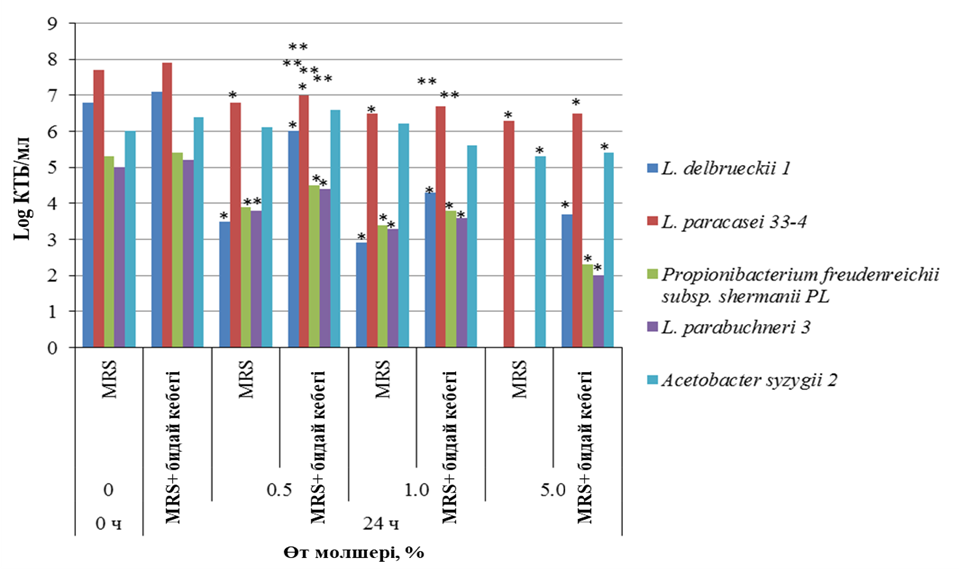 Log КТБ/мл
9
8
7
6
5
4
3
2
1
0
**
** ** **
*
*
*
*
*
*
**
*
*
*
*
*
** **
*
*
*
*
*
*
*
*
*
*
MRS
MRS+ бидай кебегі
MRS
MRS+ бидай кебегі
MRS
MRS+ бидай кебегі
MRS
MRS+ бидай кебегі
0
0.5
1.0
5.0
0 ч
24 ч
Өт молшері, %
L. delbrueckii 1
L. paracasei 33-4
Propionibacterium freudenreichii
subsp. shermanii PL
L. parabuchneri 3
Acetobacter syzygii 2